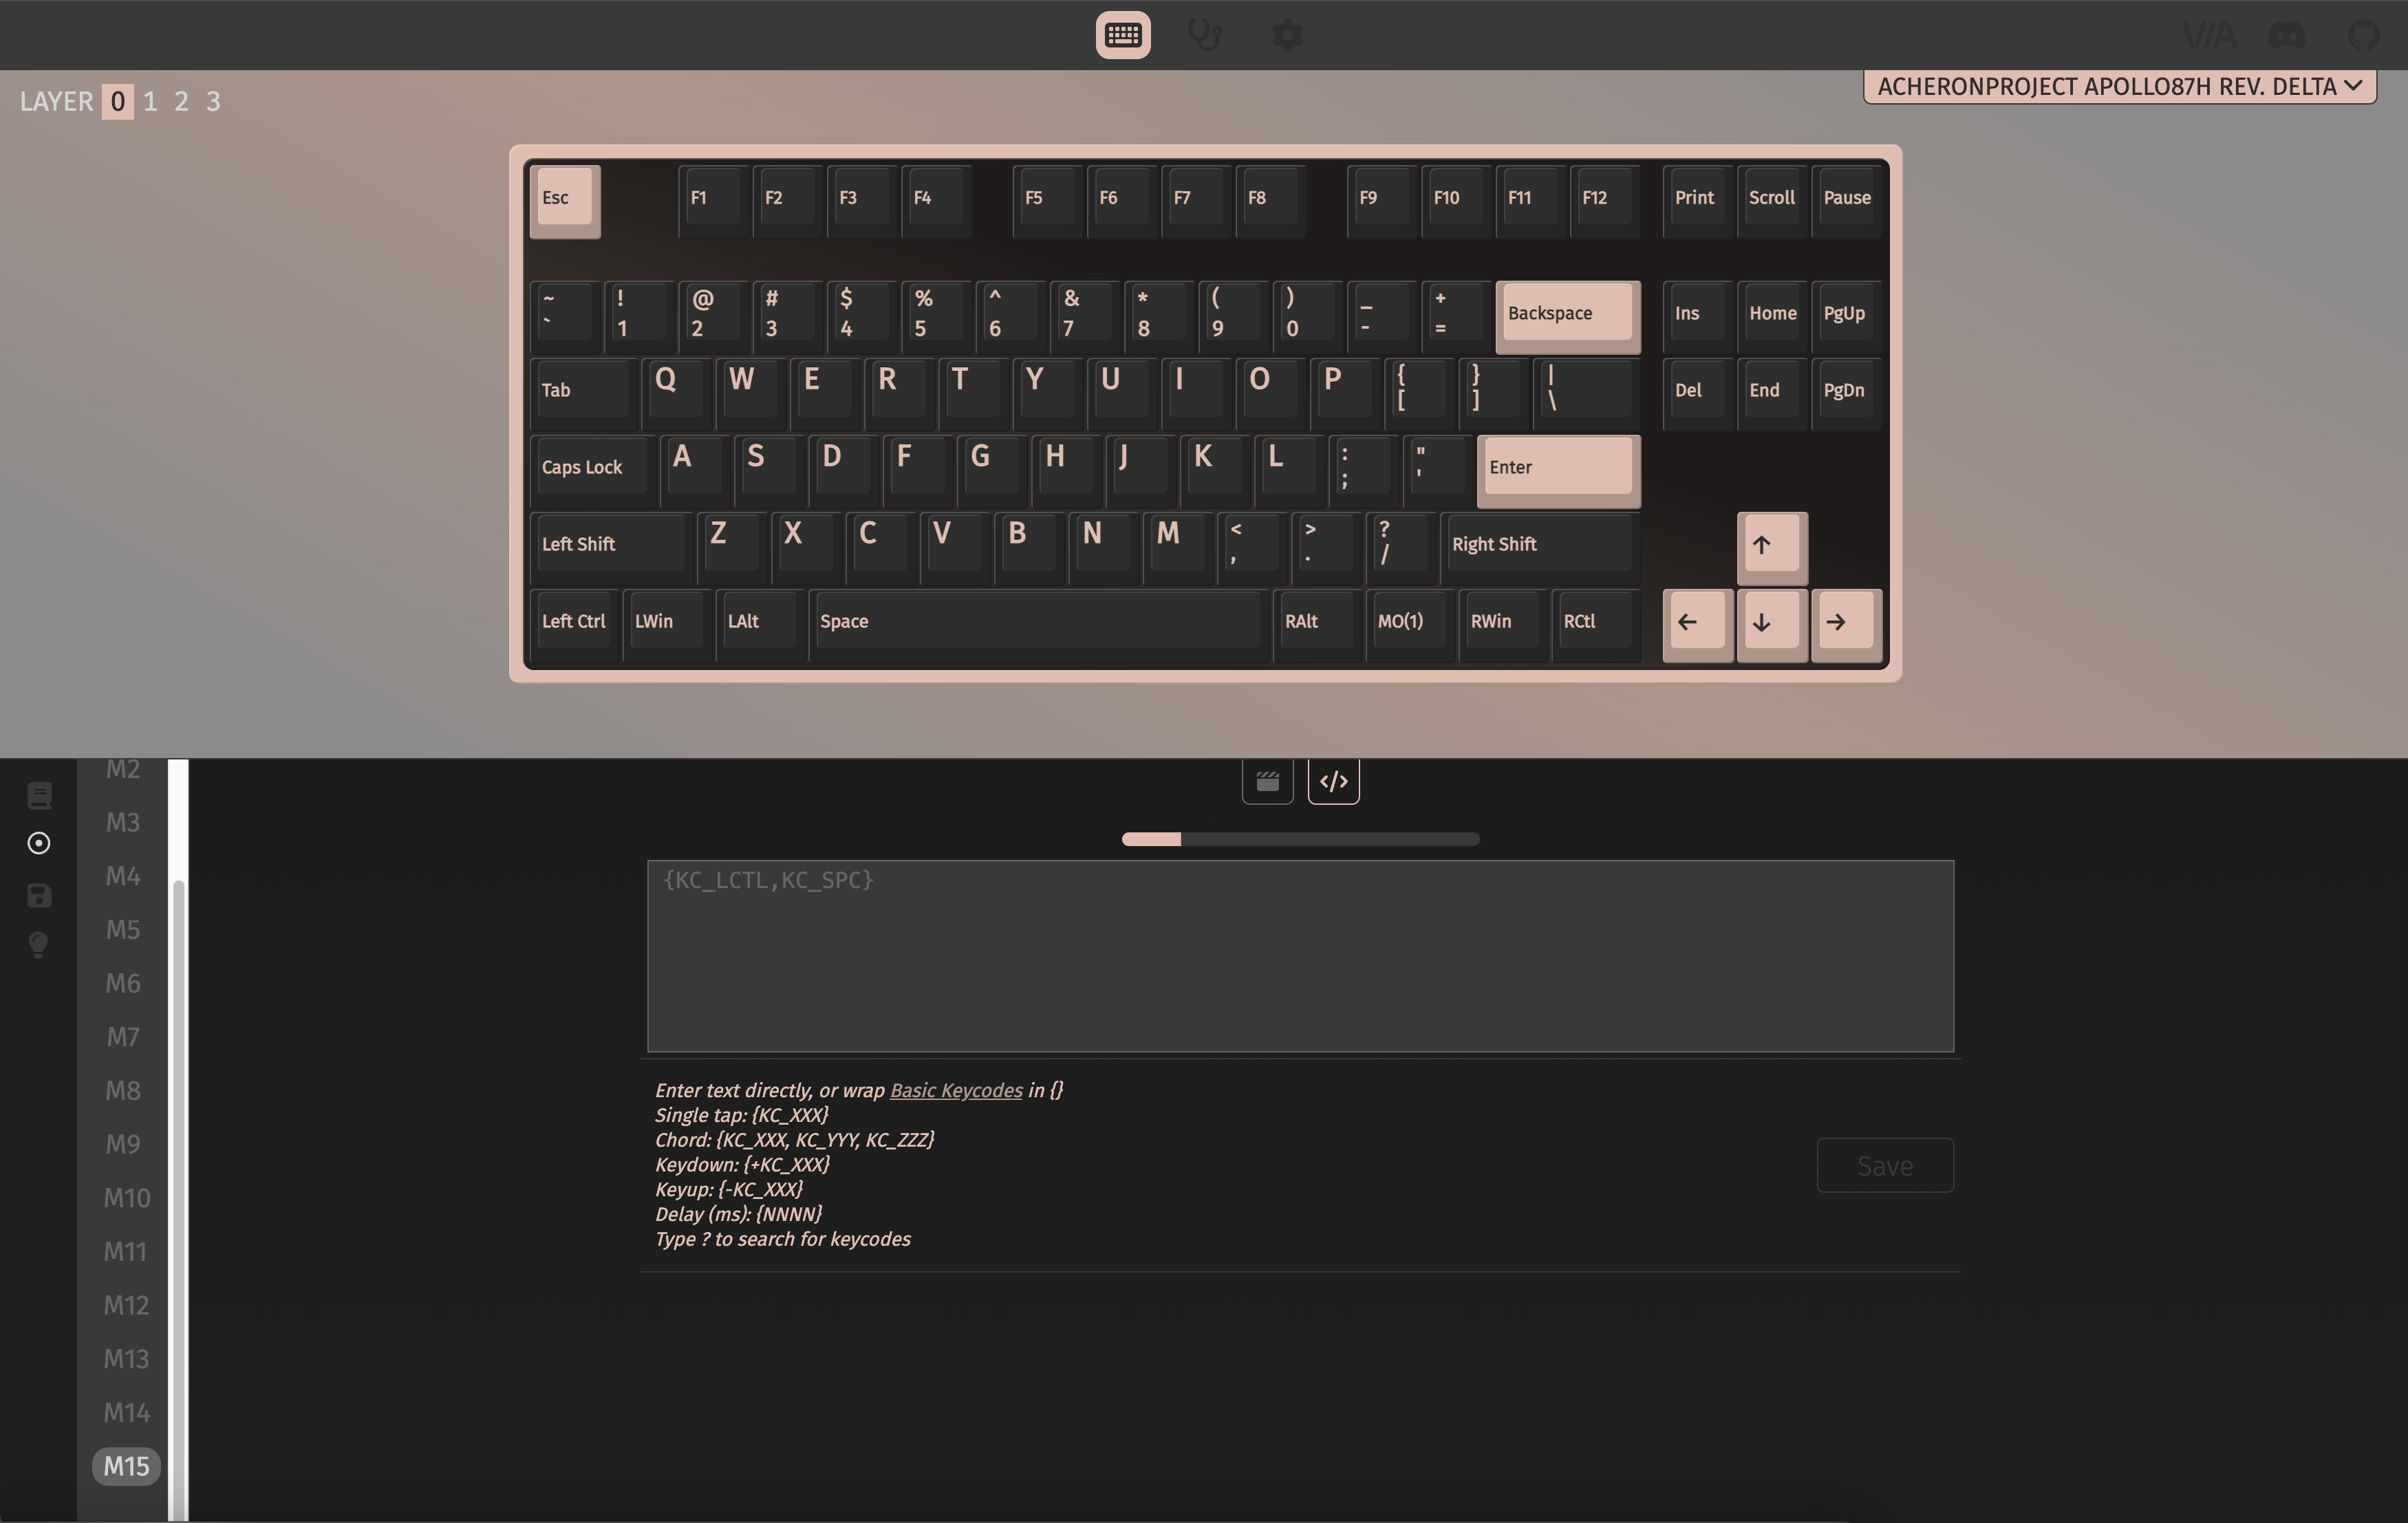 VIA
LAYER 0 1 2 3
ACHERONPROJECT APOLLO87H REV. DELTA
Esc F1 F2 F3 F4 F5 F6 F7 F8 F9 F10 F11 F12 Print Scroll Pause
~ ! @ # $ % ^ & * ( ) _ + Backspace Ins Home PgUp
` 1 2 3 4 5 6 7 8 9 0 - =
Tab Q W E R T Y U I O P { } | Del End PgDn
[ ] \
Caps Lock A S D F G H J K L : " Enter
; '
Left Shift Z X C V B N M < > ? Right Shift ↑
, . /
Left Ctrl LWin LAlt Space RAlt MO(1) RWin RCtl ← ↓ →
M2
M3
M4
M5
M6
M7
M8
M9
M10
M11
M12
M13
M14
M15
</>
{KC_LCTL,KC_SPC}
Enter text directly, or wrap Basic Keycodes in {}
Single tap: {KC_XXX}
Chord: {KC_XXX, KC_YYY, KC_ZZZ}
Keydown: {+KC_XXX}
Keyup: {-KC_XXX}
Delay (ms): {NNNN}
Type ? to search for keycodes
Save